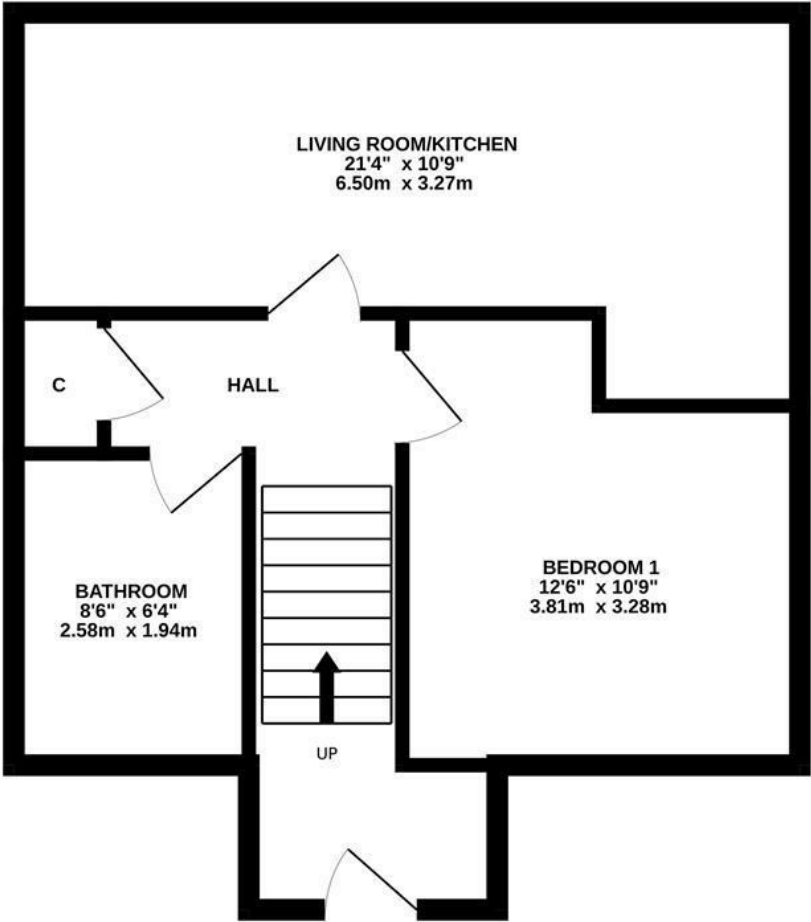 LIVING ROOM/KITCHEN
21'4" x 10'9"
6.50m x 3.27m
C
HALL
BEDROOM 1
12'6" x 10'9"
3.81m x 3.28m
BATHROOM
8'6" x 6'4"
2.58m x 1.94m
UP